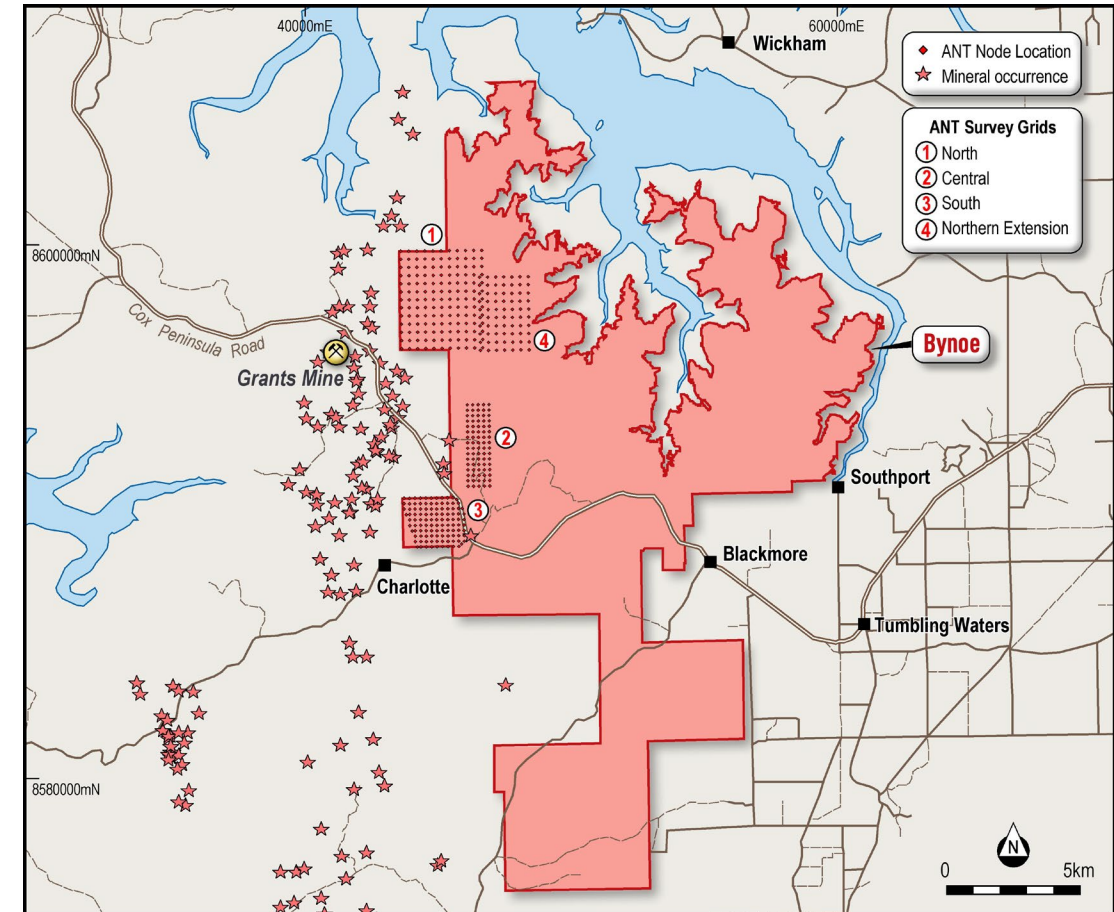 40000mE
60000mE
Wickham
ANT Node Location
Mineral occurrence
ANT Survey Grids
1 North
2 Central
3 South
4 Northern Extension
1
8600000mN
Cox Peninsula Road
4
Bynoe
Grants Mine
2
Southport
3
Blackmore
Charlotte
Tumbling Waters
8580000mN
N
0 5km